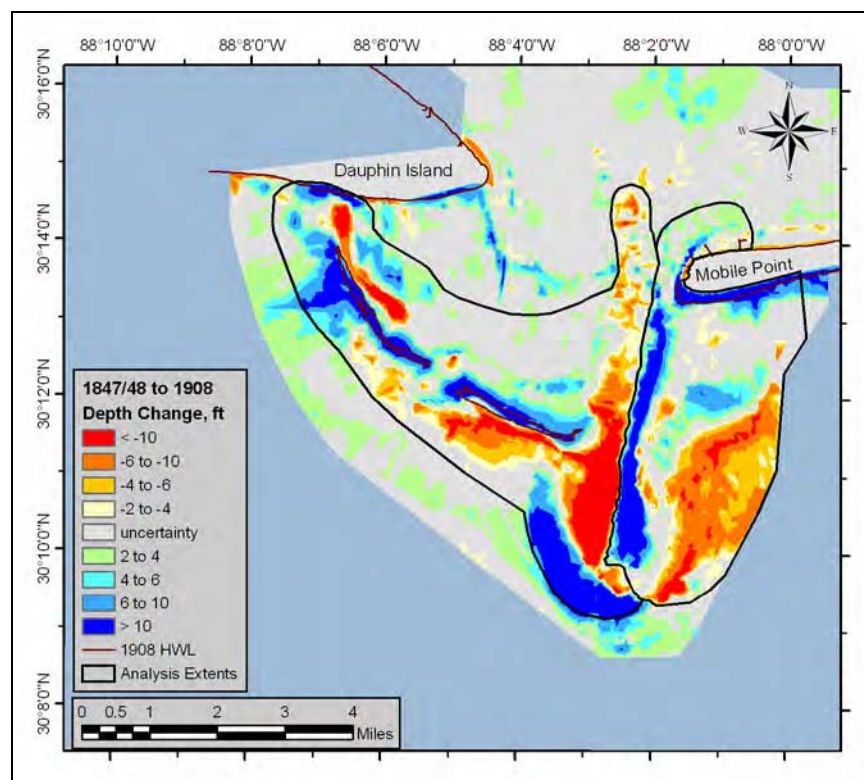 88°10'0"W 88°8'0"W 88°6'0"W 88°4'0"W 88°2'0"W 88°0'0"W
30°16'0"N
N
W E
S
Dauphin Island
30°14'0"N
Mobile Point
30°12'0"N
30°10'0"N
30°8'0"N
1847/48 to 1908
Depth Change, ft
< -10
-6 to -10
-4 to -6
-2 to -4
uncertainty
2 to 4
4 to 6
6 to 10
> 10
1908 HWL
Analysis Extents
0 0.5 1 2 3 4
Miles